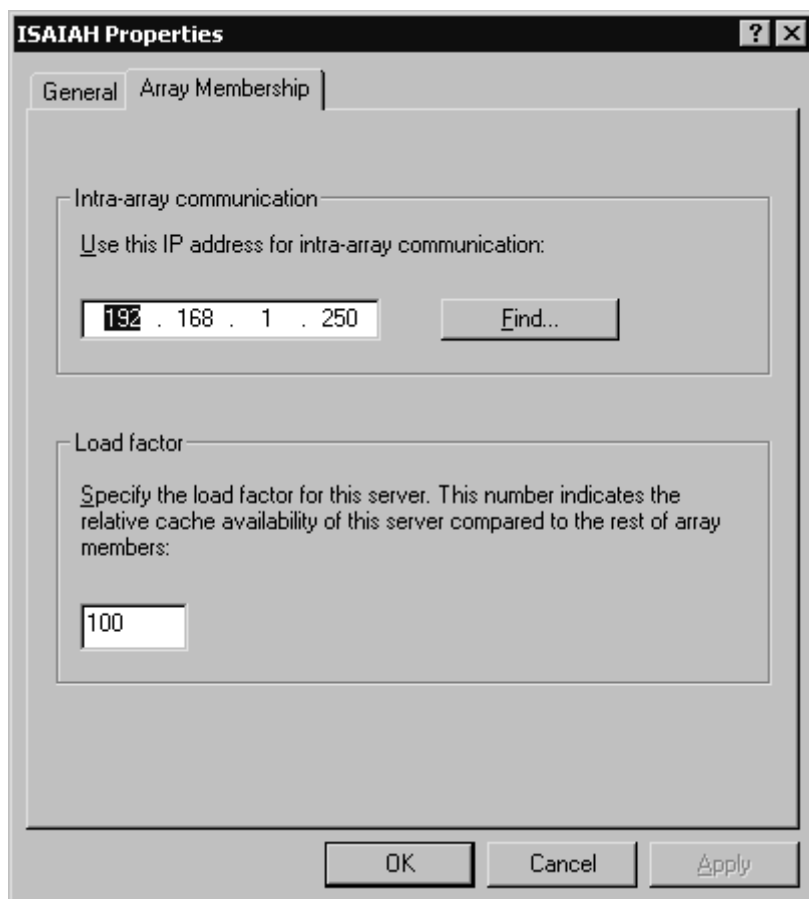 ISAIAH Properties
General Array Membership
Intra-array communication
Use this IP address for intra-array communication:
192 . 168 . 1 . 250 Find...
Load factor
Specify the load factor for this server. This number indicates the
relative cache availability of this server compared to the rest of array
members:
100
OK Cancel Apply